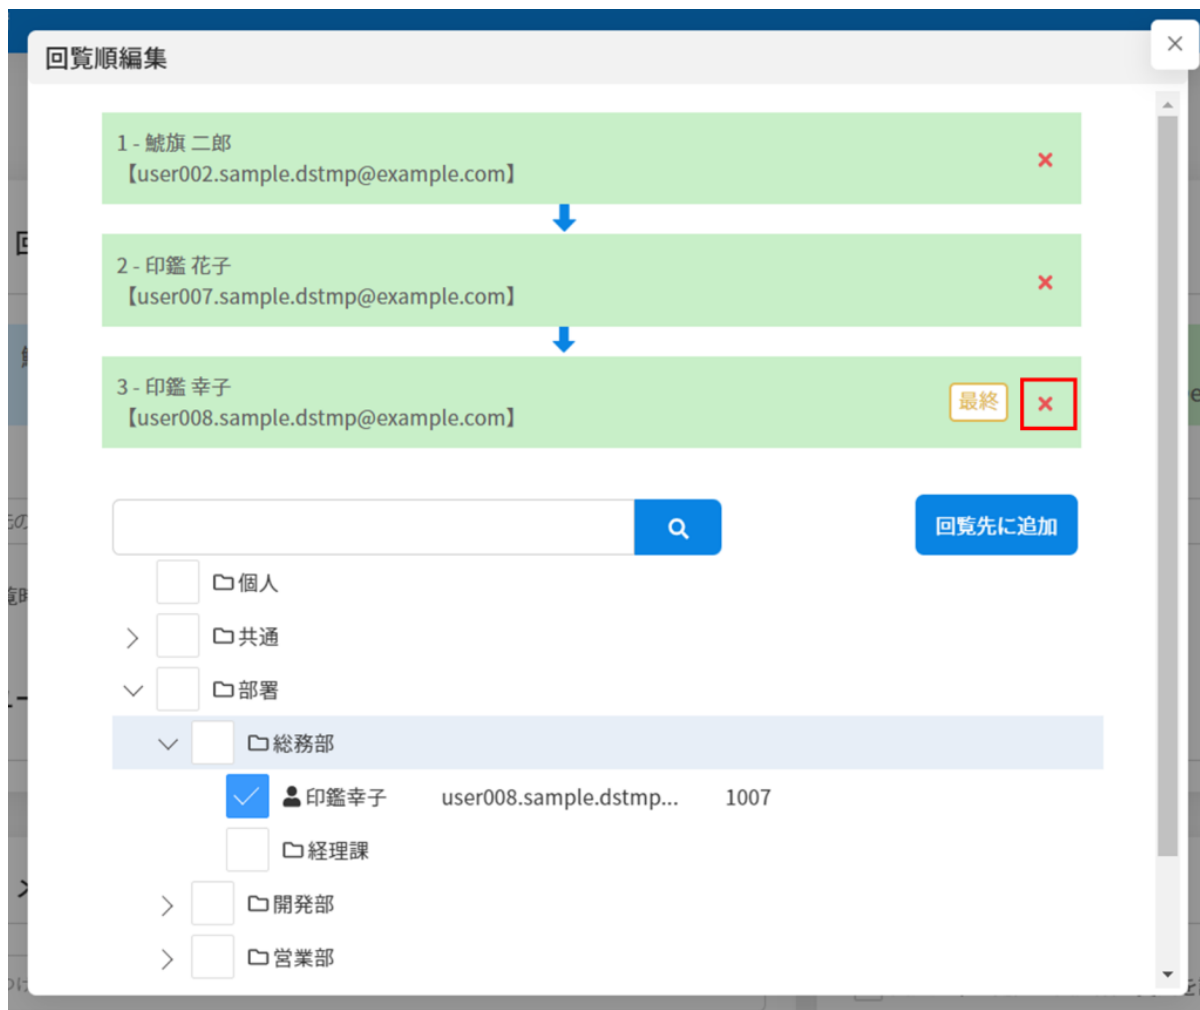 回覧順編集
1 - 鯱旗 二郎
【user002.sample.dstmp@example.com】
2 - 印鑑 花子
【user007.sample.dstmp@example.com】
3 - 印鑑 幸子
【user008.sample.dstmp@example.com】
最終
回覧先に追加
個人
共通
部署
総務部
印鑑幸子 user008.sample.dstmp... 1007
経理課
開発部
営業部